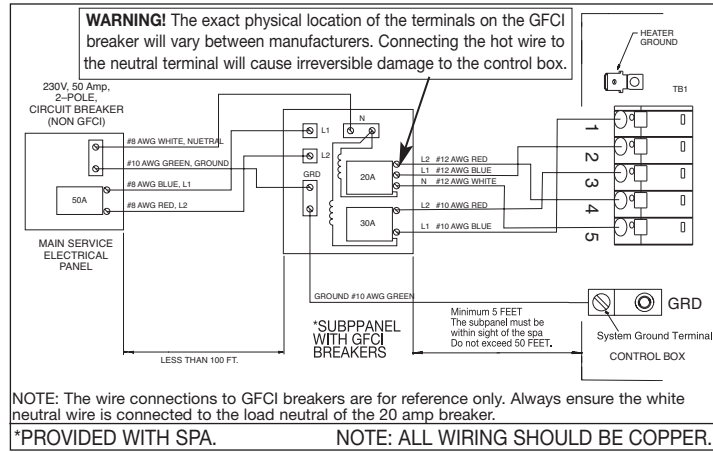 WARNING! The exact physical location of the terminals on the GFCI
breaker will vary between manufacturers. Connecting the hot wire to
the neutral terminal will cause irreversible damage to the control box.
HEATER
GROUND
TB1
230V, 50 Amp,
2-POLE,
CIRCUIT BREAKER
(NON GFCI)
#8 AWG WHITE, NUETRAL
#10 AWG GREEN, GROUND
#8 AWG BLUE, L1
#8 AWG RED, L2
50A
MAIN SERVICE
ELECTRICAL
PANEL
L1
N
L2
GRD
20A
30A
L2 #12 AWG RED
L1 #12 AWG BLUE
N #12 AWG WHITE
L2 #10 AWG RED
L1 #10 AWG BLUE
1
2
3
4
5
GROUND #10 AWG GREEN
*SUBPPANEL
WITH GFCI
BREAKERS
LESS THAN 100 FT.
Minimum 5 FEET
The subpanel must be
within sight of the spa
Do not exceed 50 FEET.
GRD
System Ground Terminal
CONTROL BOX
NOTE: The wire connections to GFCI breakers are for reference only. Always ensure the white
neutral wire is connected to the load neutral of the 20 amp breaker.
*PROVIDED WITH SPA. NOTE: ALL WIRING SHOULD BE COPPER.